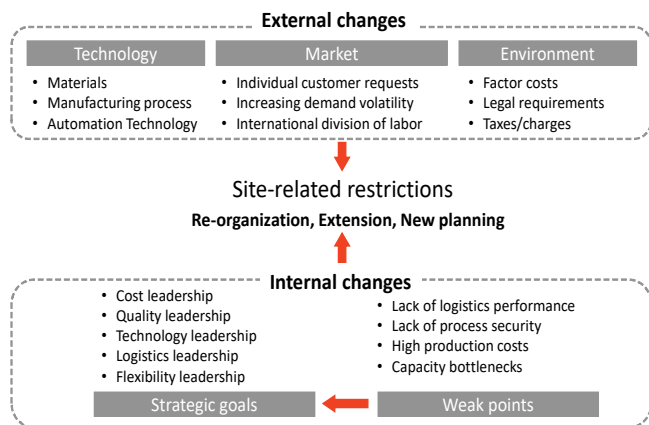 External changes
Technology
• Materials
• Manufacturing process
• Automation Technology
Market
• Individual customer requests
• Increasing demand volatility
• International division of labor
Environment
• Factor costs
• Legal requirements
• Taxes/charges
Site-related restrictions
Re-organization, Extension, New planning
Internal changes
• Cost leadership
• Quality leadership
• Technology leadership
• Logistics leadership
• Flexibility leadership
Strategic goals
• Lack of logistics performance
• Lack of process security
• High production costs
• Capacity bottlenecks
Weak points